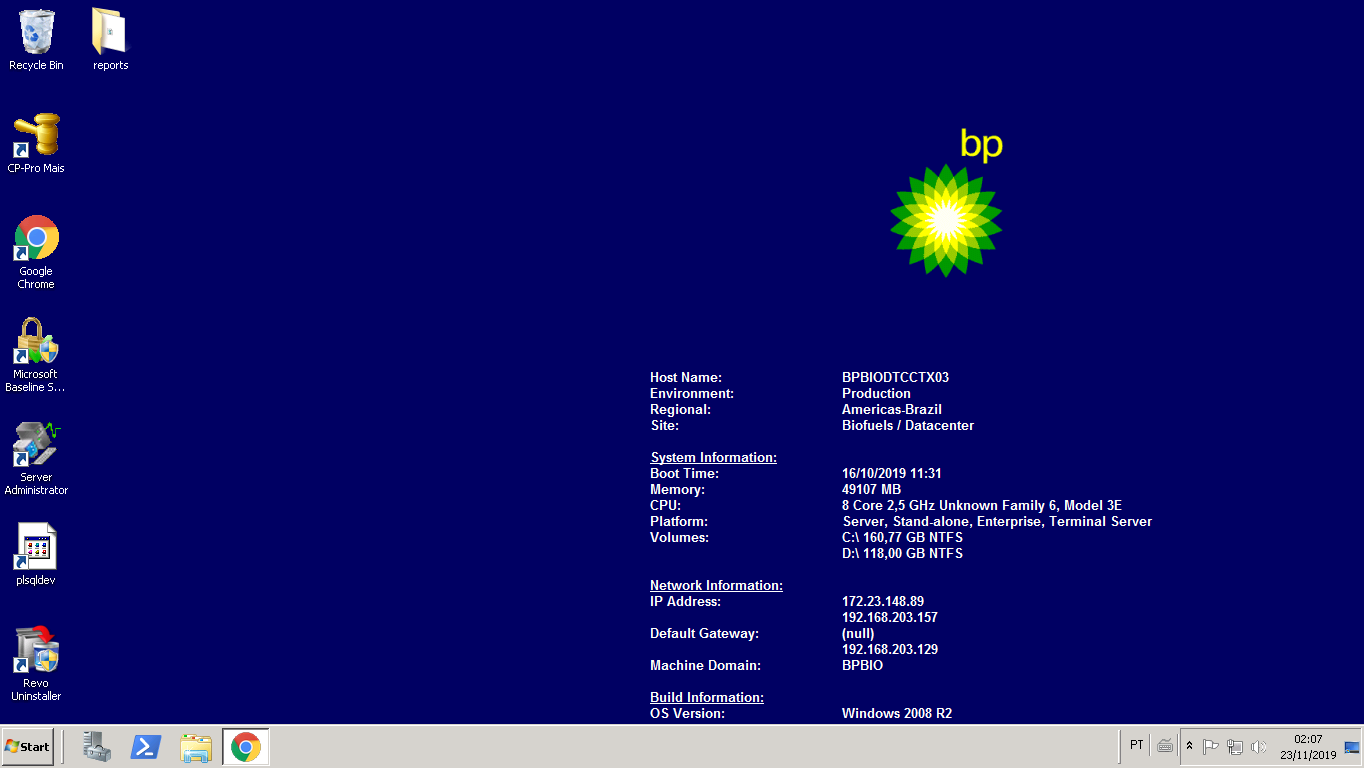 Recycle Bin
reports
CP-Pro Mais
Google
Chrome
Microsoft
Baseline S...
Server
Administrator
plsqldev
Revo
Uninstaller
bp
Host Name: BPBIODTCCTX03
Environment: Production
Regional: Americas-Brazil
Site: Biofuels / Datacenter
System Information:
Boot Time: 16/10/2019 11:31
Memory: 49107 MB
CPU: 8 Core 2,5 GHz Unknown Family 6, Model 3E
Platform: Server, Stand-alone, Enterprise, Terminal Server
Volumes: C:\ 160,77 GB NTFS
D:\ 118,00 GB NTFS
Network Information:
IP Address: 172.23.148.89
192.168.203.157
Default Gateway: (null)
192.168.203.129
Machine Domain: BPBIO
Build Information:
OS Version: Windows 2008 R2
Start
PT
02:07
23/11/2019